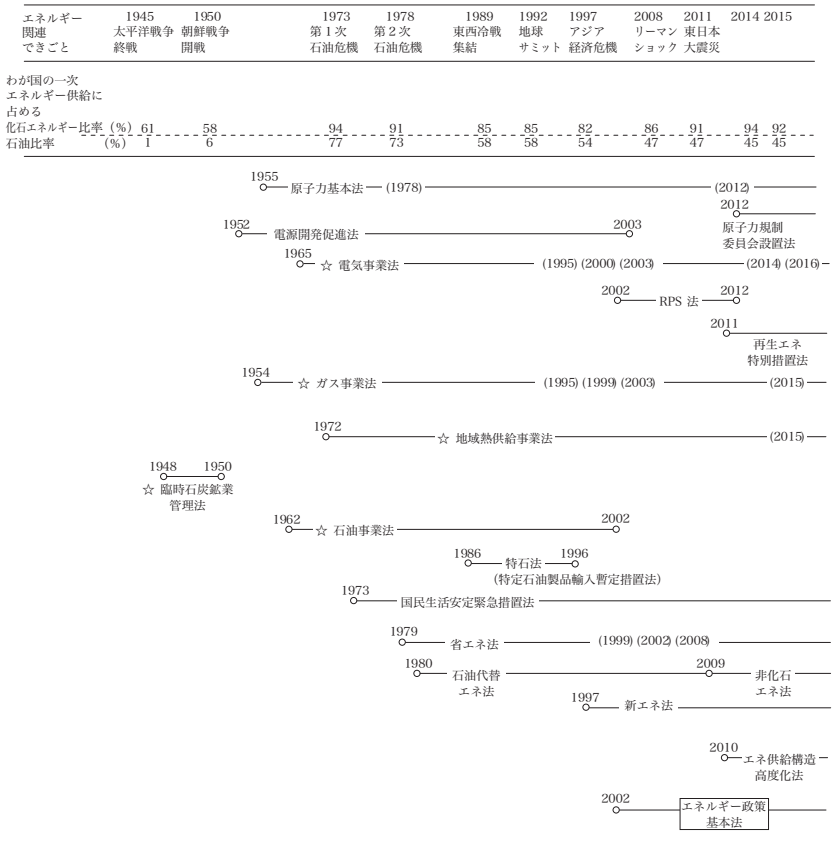 エネルギー 1945 1950 1973 1978 1989 1992 1997 2008 2011 2014 2015
関連 太平洋戦争 朝鮮戦争 第1次 第2次 東西冷戦 地球 アジア リーマン 東日本
できごと 終戦 開戦 石油危機 石油危機 集結 サミット 経済危機 ショック 大震災
わが国の一次
エネルギー供給に
占める
化石エネルギー比率 (%) 61 58 94 91 85 85 82 86 91 94 92
石油比率 (%) 1 6 77 73 58 58 54 47 47 45 45
1955
原子力基本法 (1978) (2012)
2012
原子力規制
委員会設置法
1952 2003
電源開発促進法
1965
☆ 電気事業法 (1995) (2000) (2003) (2014) (2016)
2002 2012
RPS 法
2011
再生エネ
特別措置法
1954
☆ ガス事業法 (1995) (1999) (2003) (2015)
1972
☆ 地域熱供給事業法 (2015)
1948 1950
☆ 臨時石炭鉱業
管理法
1962 2002
☆ 石油事業法
1986 1996
特石法
(特定石油製品輸入暫定措置法)
1973
国民生活安定緊急措置法
1979
省エネ法 (1999) (2002) (2008)
1980 2009
石油代替 非化石
エネ法 エネ法
1997
新エネ法
2010
エネ供給構造
高度化法
2002
エネルギー政策
基本法